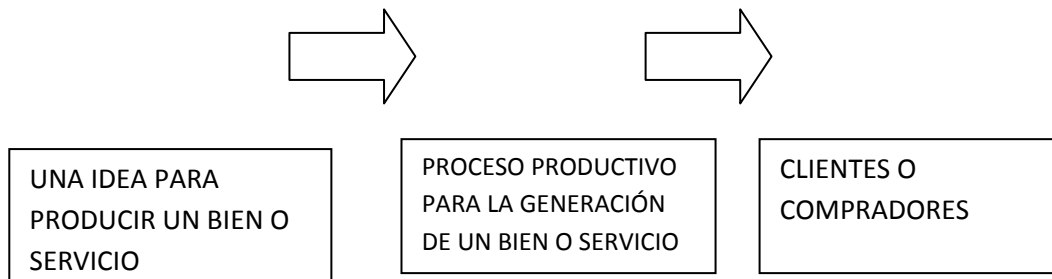 UNA IDEA PARA
PRODUCIR UN BIEN O
SERVICIO
PROCESO PRODUCTIVO
PARA LA GENERACIÓN
DE UN BIEN O SERVICIO
CLIENTES O
COMPRADORES